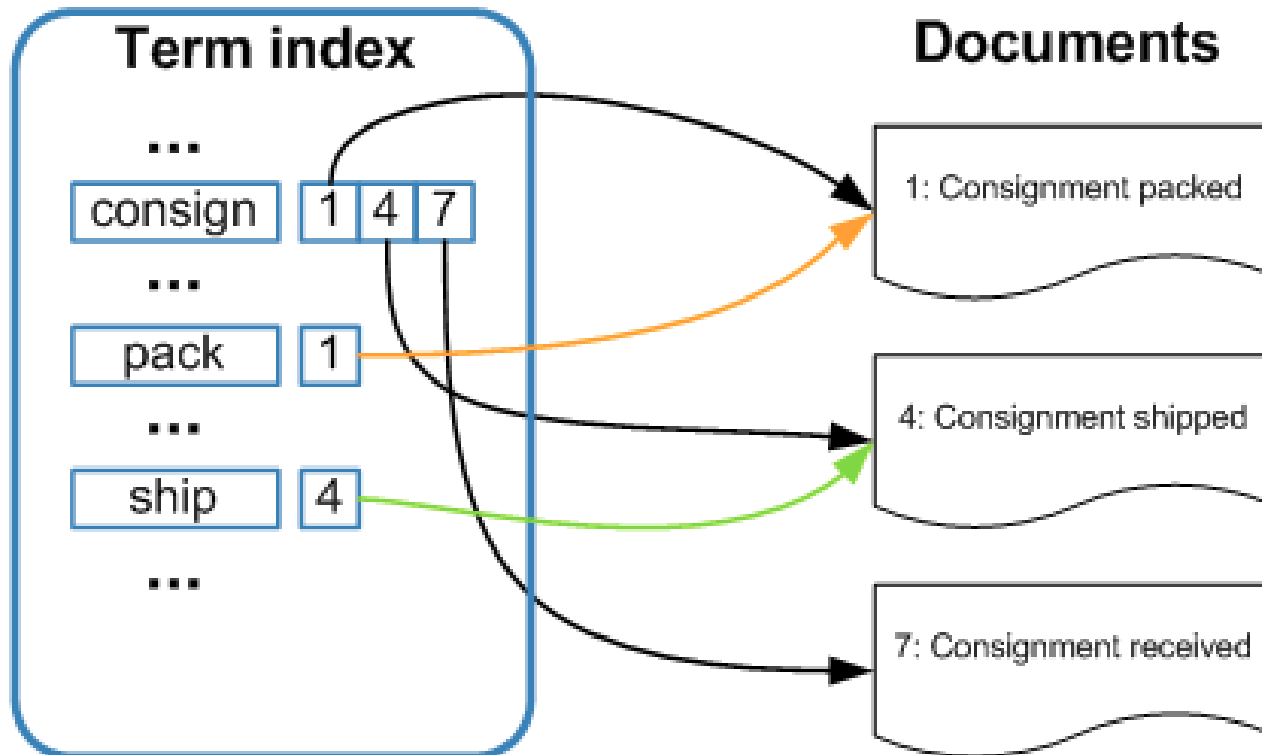 Term index
...
consign 1 4 7
...
pack 1
...
ship 4
...
Documents
1: Consignment packed
4: Consignment shipped
7: Consignment received